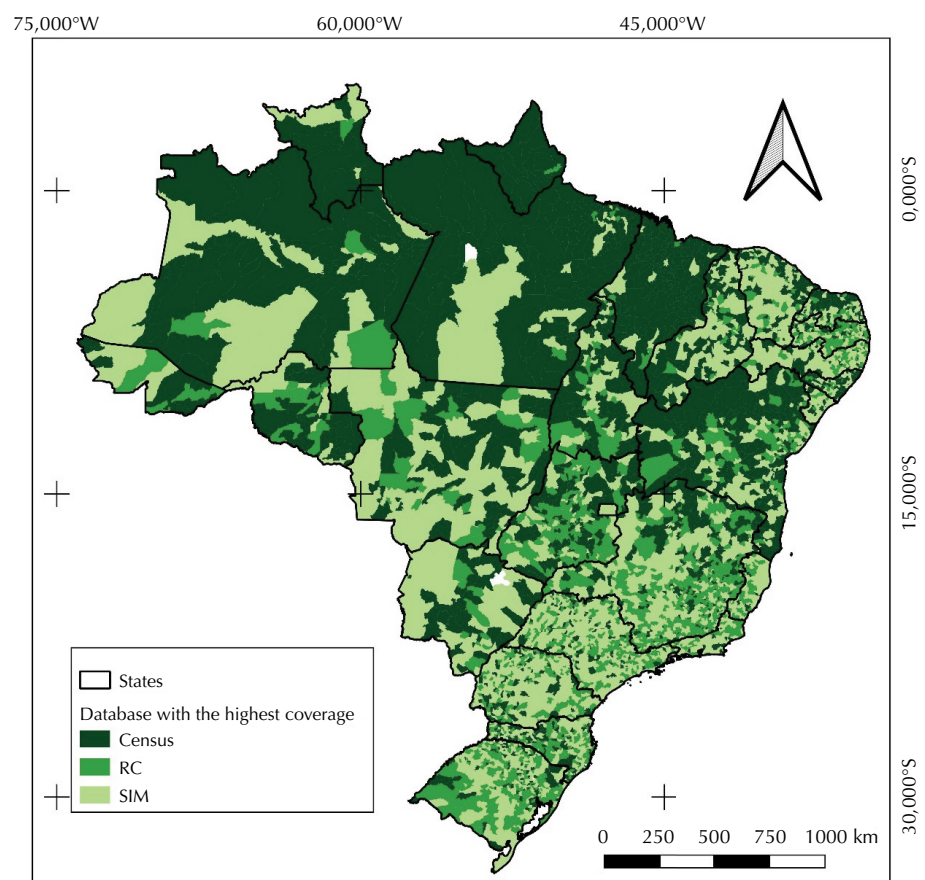 75,000°W 60,000°W 45,000°W
0,000°S
15,000°S
30,000°S
States
Database with the highest coverage
Census
RC
SIM
0 250 500 750 1000 km